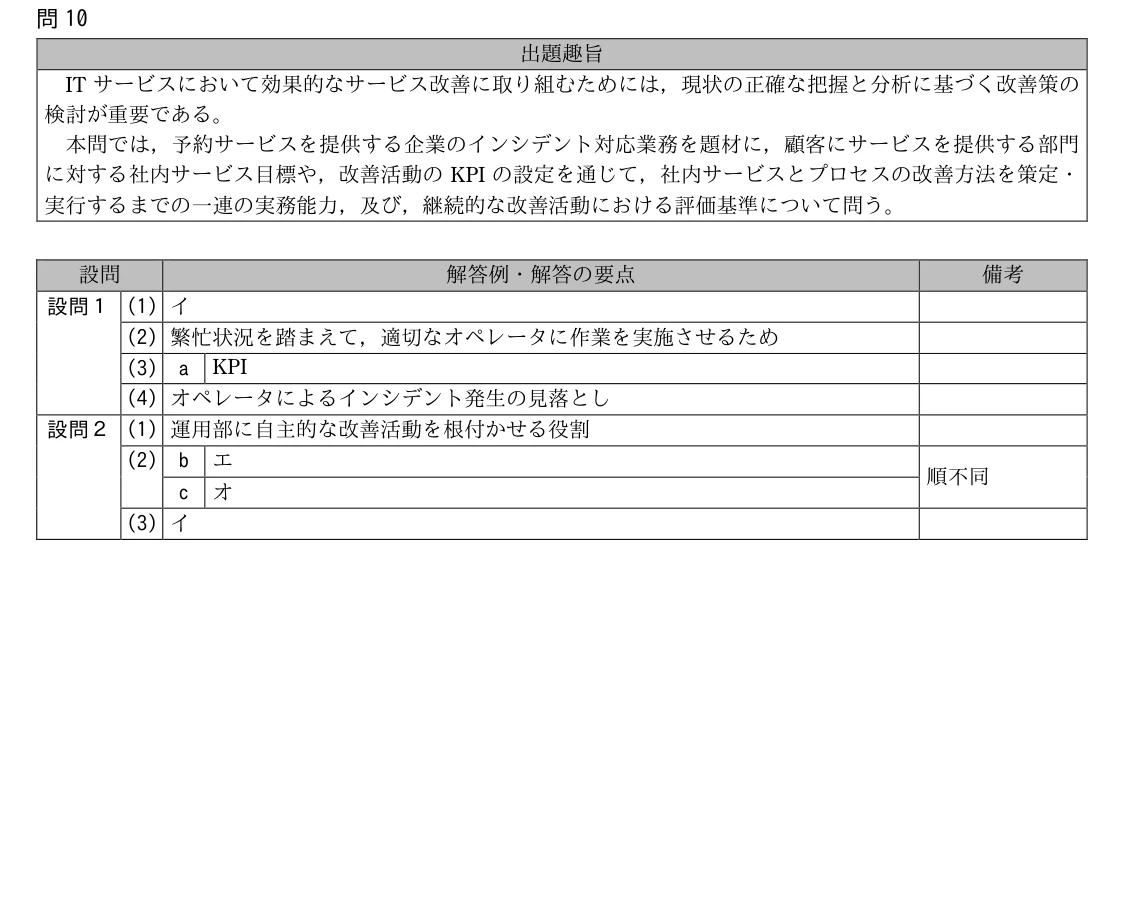 問 10
出題趣旨
IT サービスにおいて効果的なサービス改善に取り組むためには，現状の正確な把握と分析に基づく改善策の
検討が重要である。
本問では，予約サービスを提供する企業のインシデント対応業務を題材に，顧客にサービスを提供する部門
に対する社内サービス目標や，改善活動の KPI の設定を通じて，社内サービスとプロセスの改善方法を策定・
実行するまでの一連の実務能力，及び，継続的な改善活動における評価基準について問う。
設問 解答例・解答の要点 備考
設問１ (1) イ
(2) 繁忙状況を踏まえて，適切なオペレータに作業を実施させるため
(3) a KPI
(4) オペレータによるインシデント発生の見落とし
設問２ (1) 運用部に自主的な改善活動を根付かせる役割
(2) b エ 順不同
c オ
(3) イ